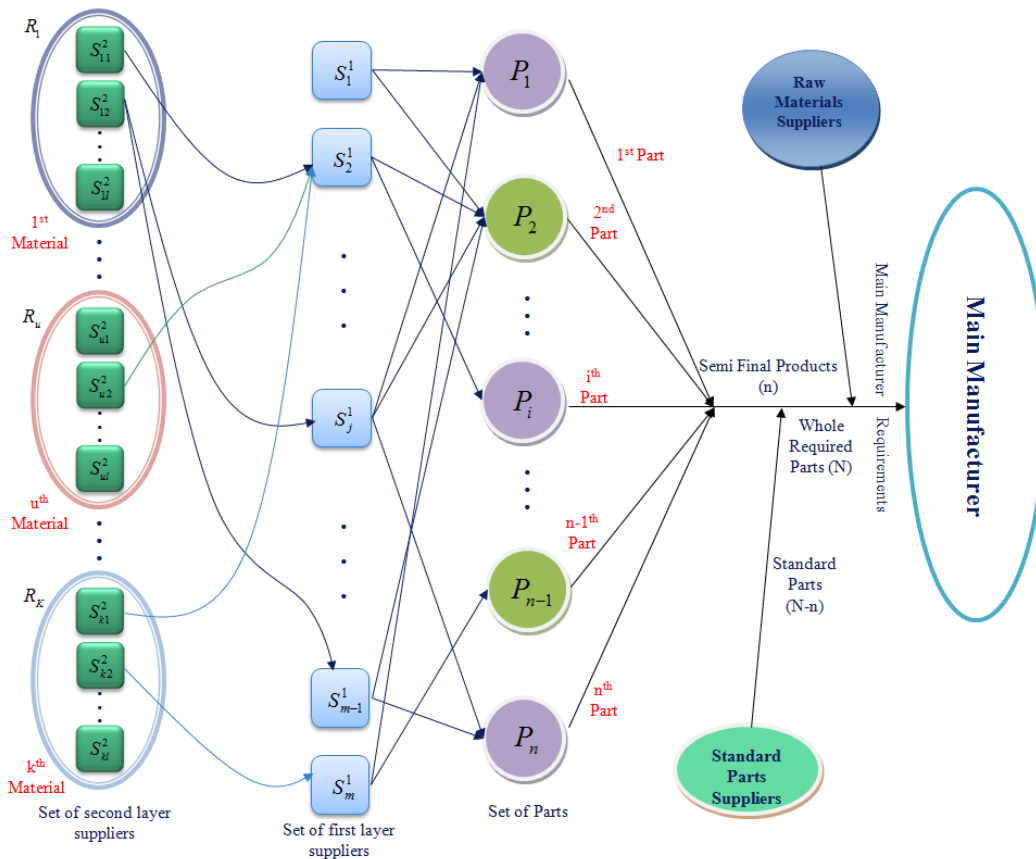 R₁
S²₁₁
S²₁₂
S²₁l
1st
Material
Rᵤ
S²ᵤ₁
S²ᵤ₂
S²ᵤl
uth
Material
R_K
S²ₖ₁
S²ₖ₂
S²ₖl
kth
Material
Set of second layer
suppliers
S¹₁
S¹₂
S¹ⱼ
S¹ₘ₋₁
S¹ₘ
Set of first layer
suppliers
P₁
P₂
Pᵢ
Pₙ₋₁
Pₙ
Set of Parts
1st Part
2nd
Part
ith
Part
n-1th
Part
nth
Part
Semi Final Products
(n)
Whole
Required
Parts (N)
Standard
Parts
(N-n)
Raw
Materials
Suppliers
Standard
Parts
Suppliers
Main Manufacturer
Requirements
Main Manufacturer